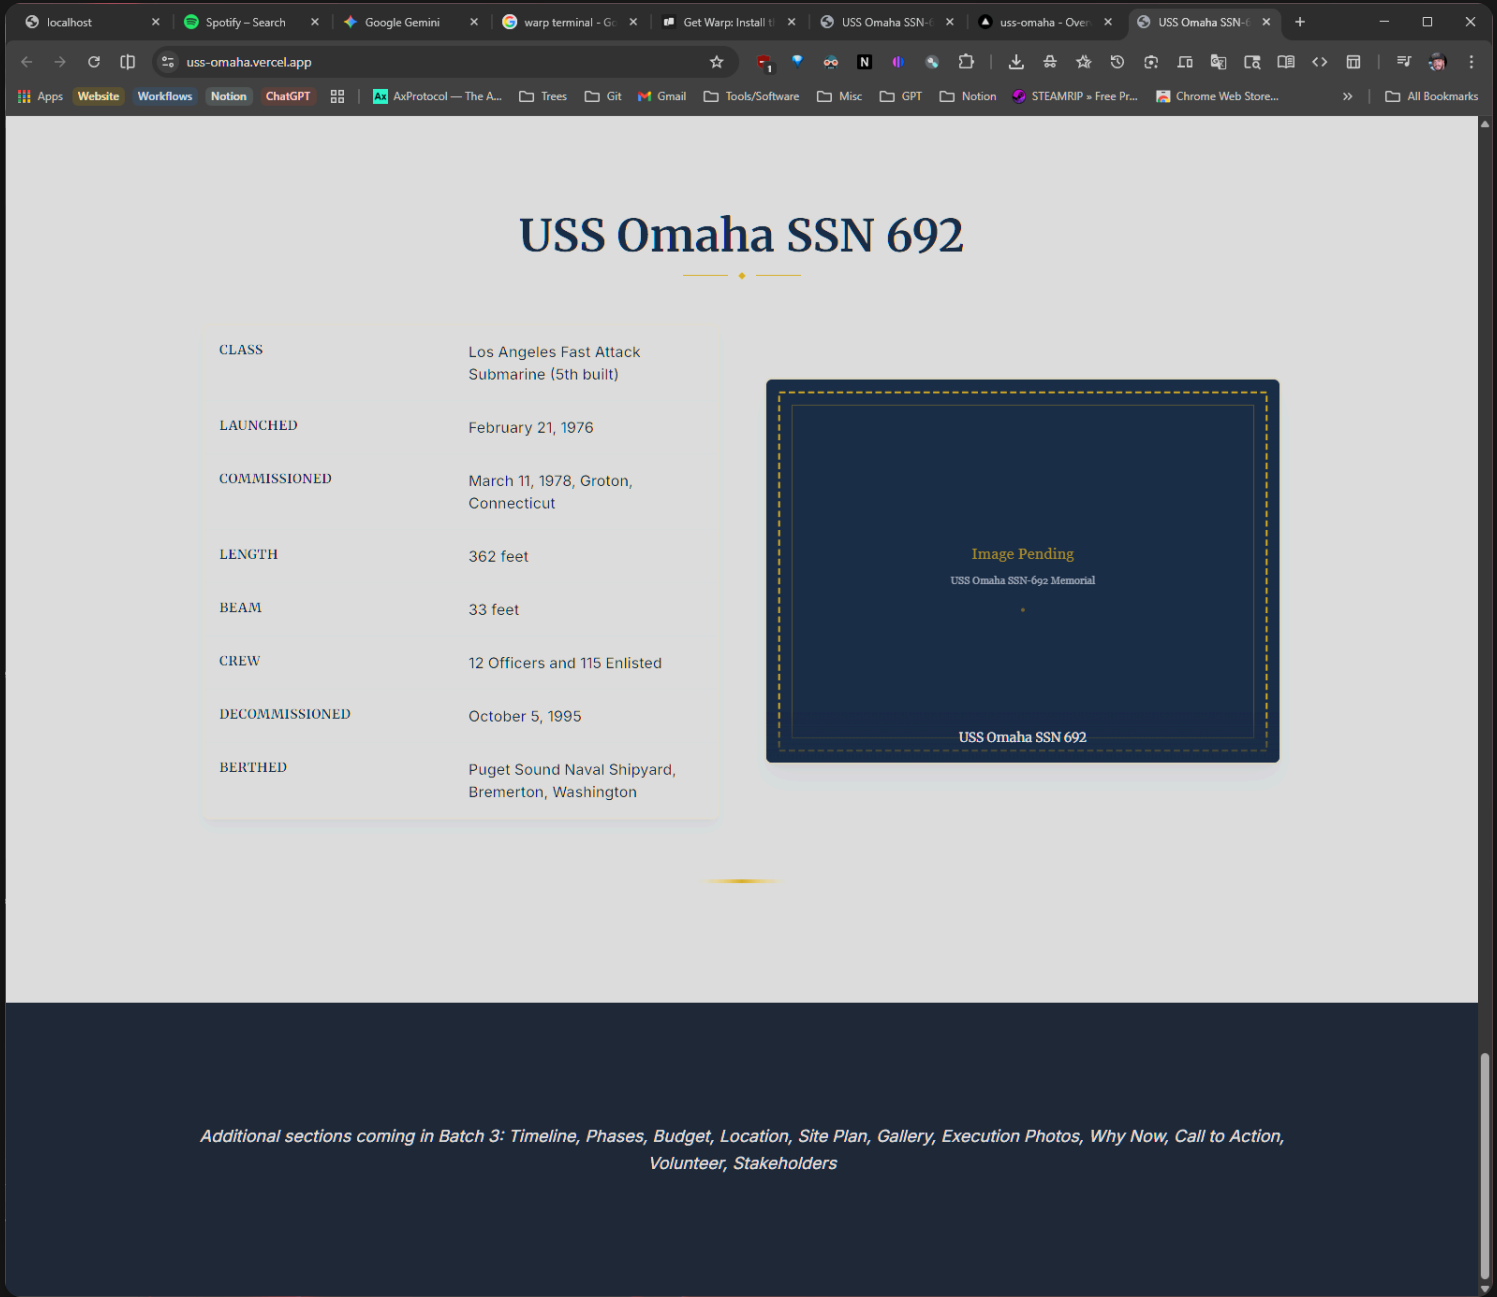 localhost
Spotify – Search
Google Gemini
warp terminal - Go
Get Warp: Install t
USS Omaha SSN-6
uss-omaha - Over
USS Omaha SSN-6
uss-omaha.vercel.app
1
N
Apps
Website
Workflows
Notion
ChatGPT
Ax
AxProtocol — The A...
Trees
Git
Gmail
Tools/Software
Misc
GPT
Notion
STEAMRIP » Free Pr...
Chrome Web Store...
All Bookmarks
USS Omaha SSN 692
CLASS
Los Angeles Fast Attack
Submarine (5th built)
LAUNCHED
February 21, 1976
COMMISSIONED
March 11, 1978, Groton,
Connecticut
LENGTH
362 feet
BEAM
33 feet
CREW
12 Officers and 115 Enlisted
DECOMMISSIONED
October 5, 1995
BERTHED
Puget Sound Naval Shipyard,
Bremerton, Washington
Image Pending
USS Omaha SSN-692 Memorial
USS Omaha SSN 692
Additional sections coming in Batch 3: Timeline, Phases, Budget, Location, Site Plan, Gallery, Execution Photos, Why Now, Call to Action,
Volunteer, Stakeholders